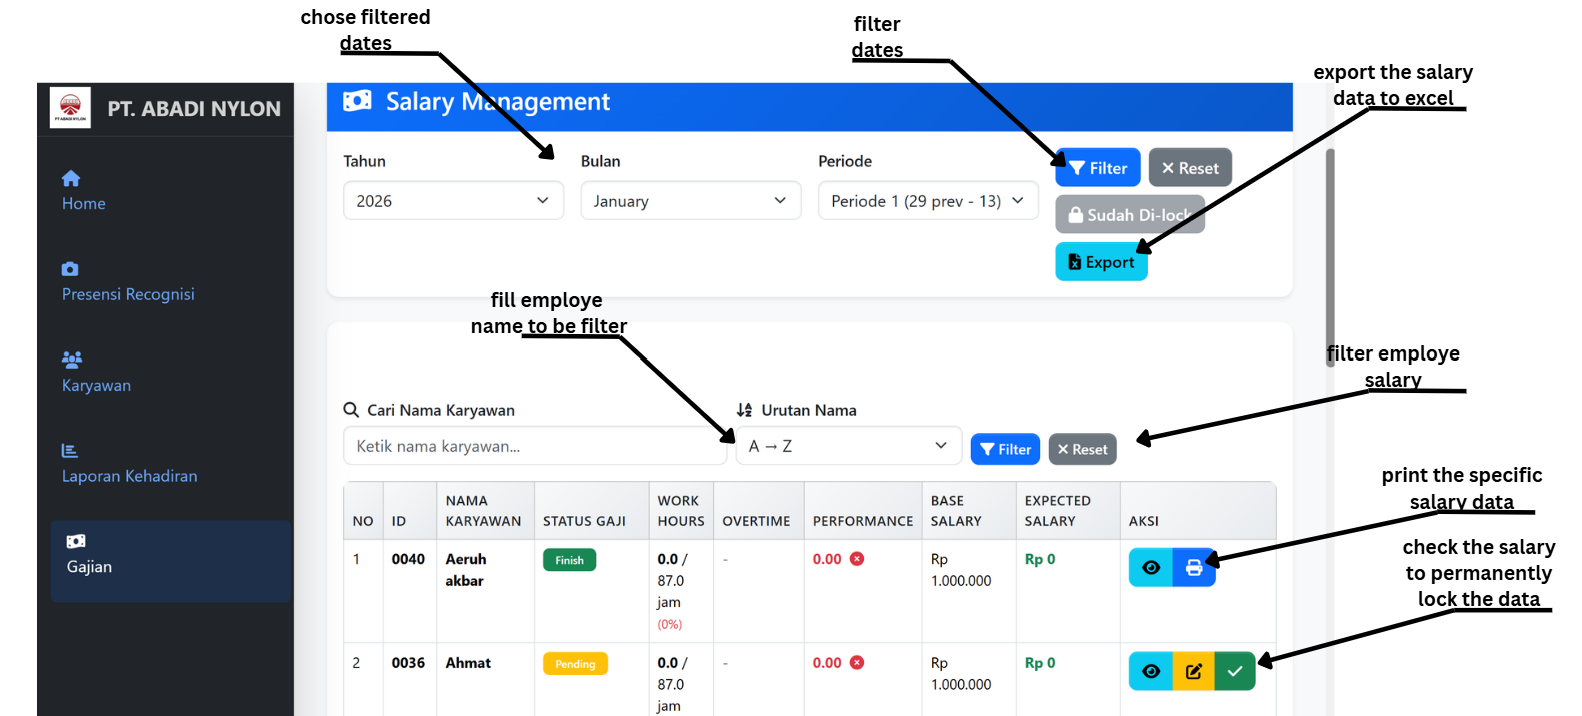 chose filtered
dates
filter
dates
export the salary
data to excel
PT. ABADI NYLON
Salary Management
Tahun
Bulan
Periode
2026
January
Periode 1 (29 prev - 13)
Filter
Reset
Sudah Di-lock
Export
Home
Presensi Recognisi
Karyawan
Laporan Kehadiran
Gajian
fill employe
name to be filter
filter employe
salary
Cari Nama Karyawan
Urutan Nama
Ketik nama karyawan...
A → Z
Filter
Reset
print the specific
salary data
check the salary
to permanently
lock the data
NO
ID
NAMA
KARYAWAN
STATUS GAJI
WORK
HOURS
OVERTIME
PERFORMANCE
BASE
SALARY
EXPECTED
SALARY
AKSI
1
0040
Aeruh
akbar
Finish
0.0 /
87.0
jam
(0%)
-
0.00
Rp
1.000.000
Rp 0
2
0036
Ahmat
Pending
0.0 /
87.0
jam
-
0.00
Rp
1.000.000
Rp 0